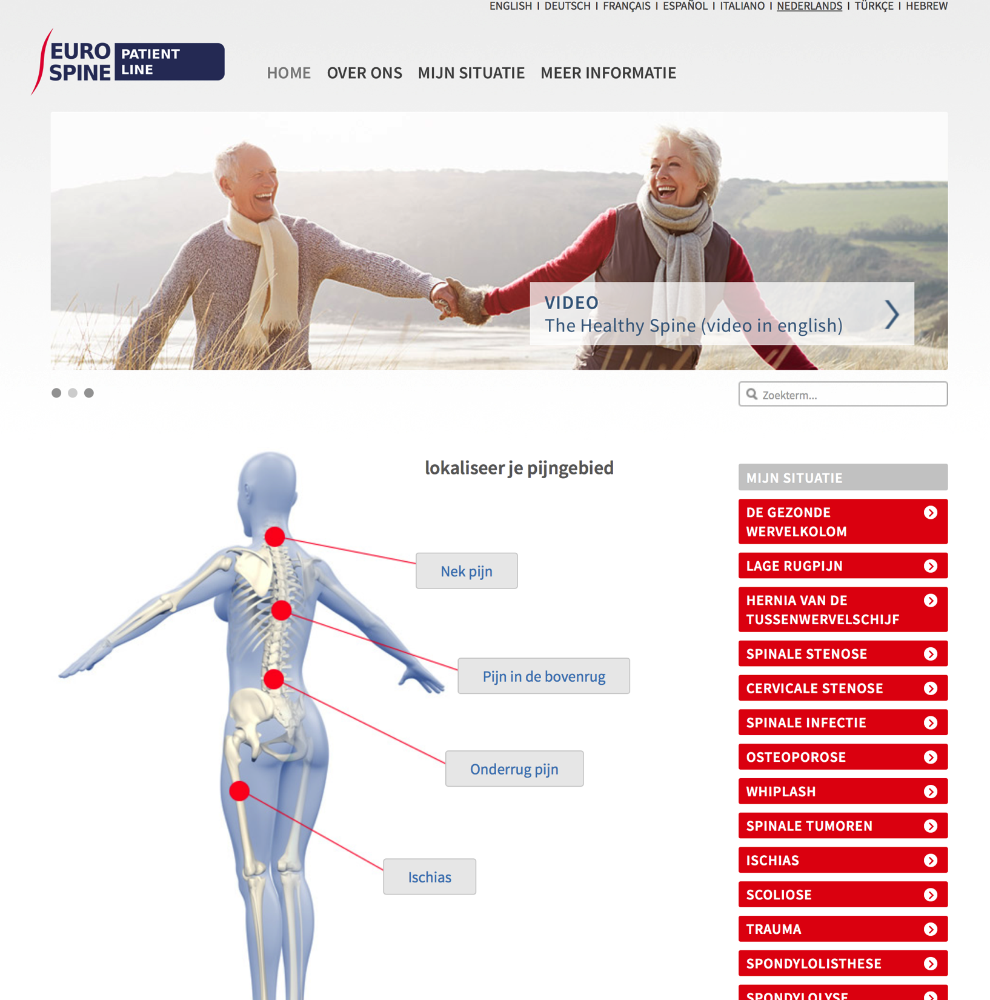 ENGLISH I DEUTSCH I FRANÇAIS I ESPAÑOL I ITALIANO I NEDERLANDS I TÜRKÇE I HEBREW
EURO
SPINE
PATIENT
LINE
HOME OVER ONS MIJN SITUATIE MEER INFORMATIE
VIDEO
The Healthy Spine (video in english)
Zoekterm...
lokaliseer je pijngebied
Nek pijn
Pijn in de bovenrug
Onderrug pijn
Ischias
MIJN SITUATIE
DE GEZONDE
WERVELKOLOM
LAGE RUGPIJN
HERNIA VAN DE
TUSSENWERVELSCHIJF
SPINALE STENOSE
CERVICALE STENOSE
SPINALE INFECTIE
OSTEOPOROSE
WHIPLASH
SPINALE TUMOREN
ISCHIAS
SCOLIOSE
TRAUMA
SPONDYLOLISTHESE
SPONDYLOLYSE